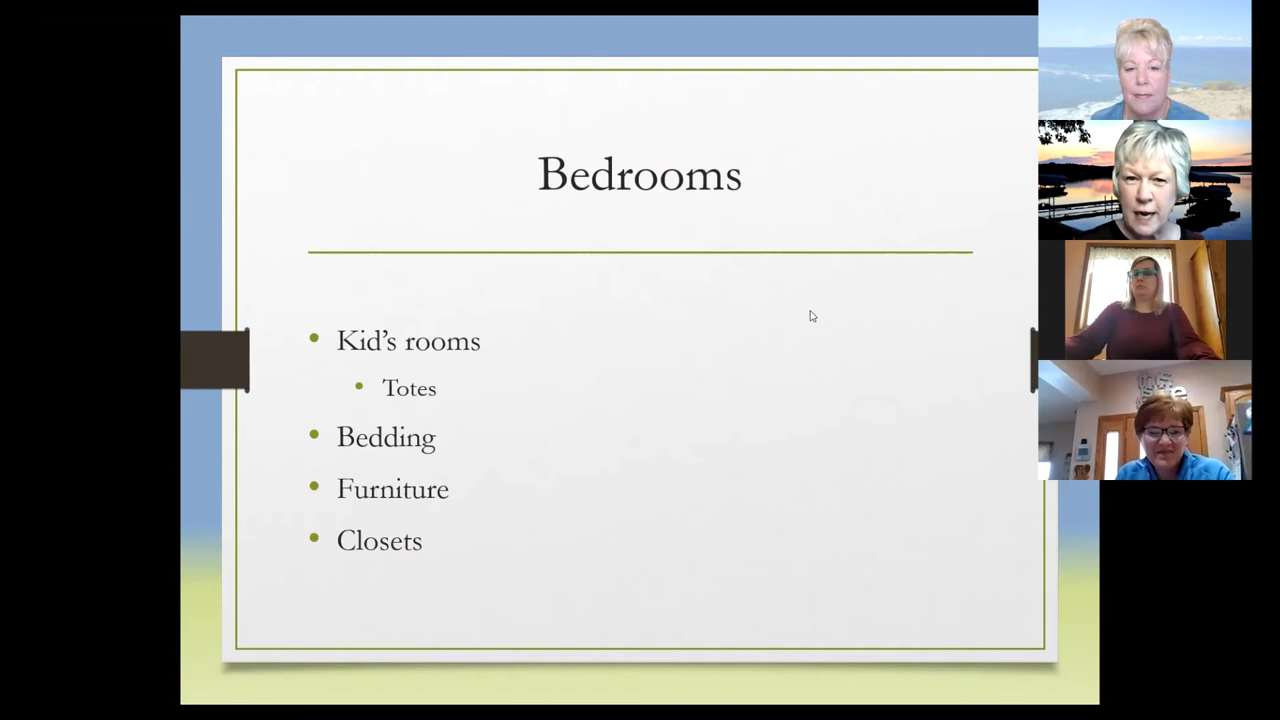 Bedrooms
Kid's rooms
Totes
Bedding
Furniture
Closets